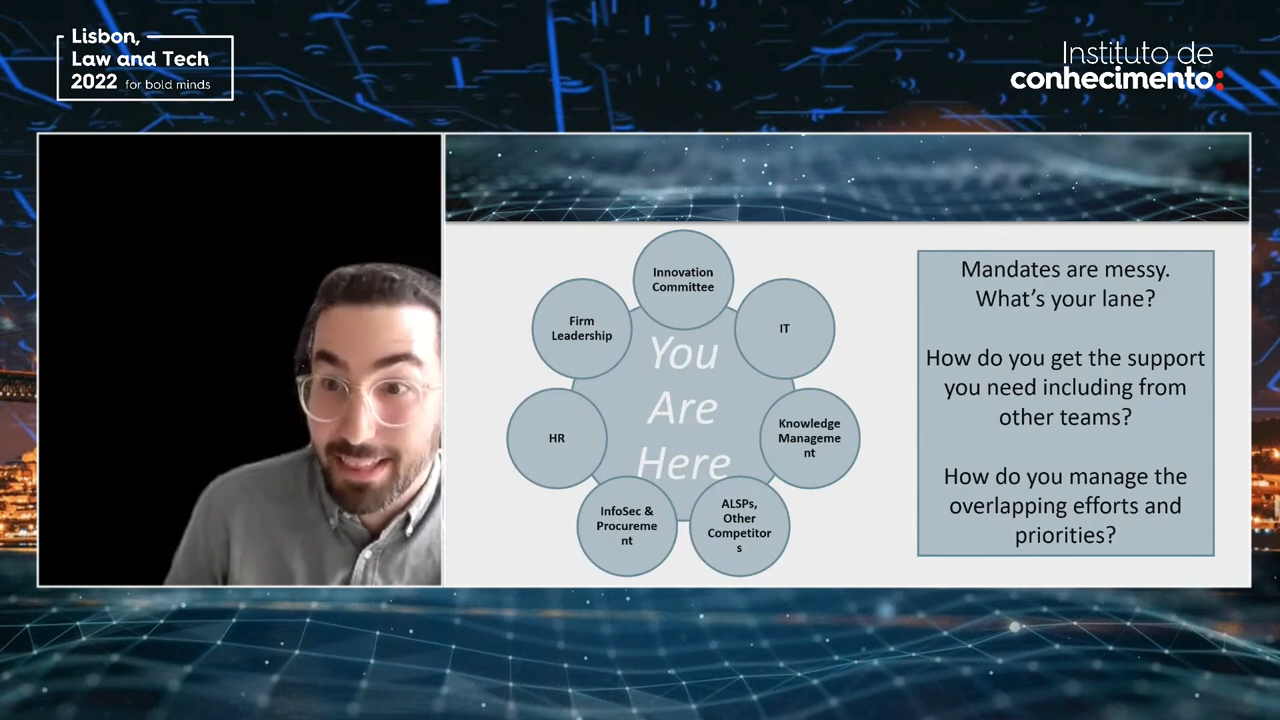 Lisbon,
Law and Tech
2022 for bold minds
Instituto de
conhecimento:
Innovation
Committee
Firm
Leadership
IT
You
Are
Here
HR
Knowledge
Manageme
nt
InfoSec &
Procureme
nt
ALSPs,
Other
Competitor
s
Mandates are messy.
What's your lane?
How do you get the support
you need including from
other teams?
How do you manage the
overlapping efforts and
priorities?